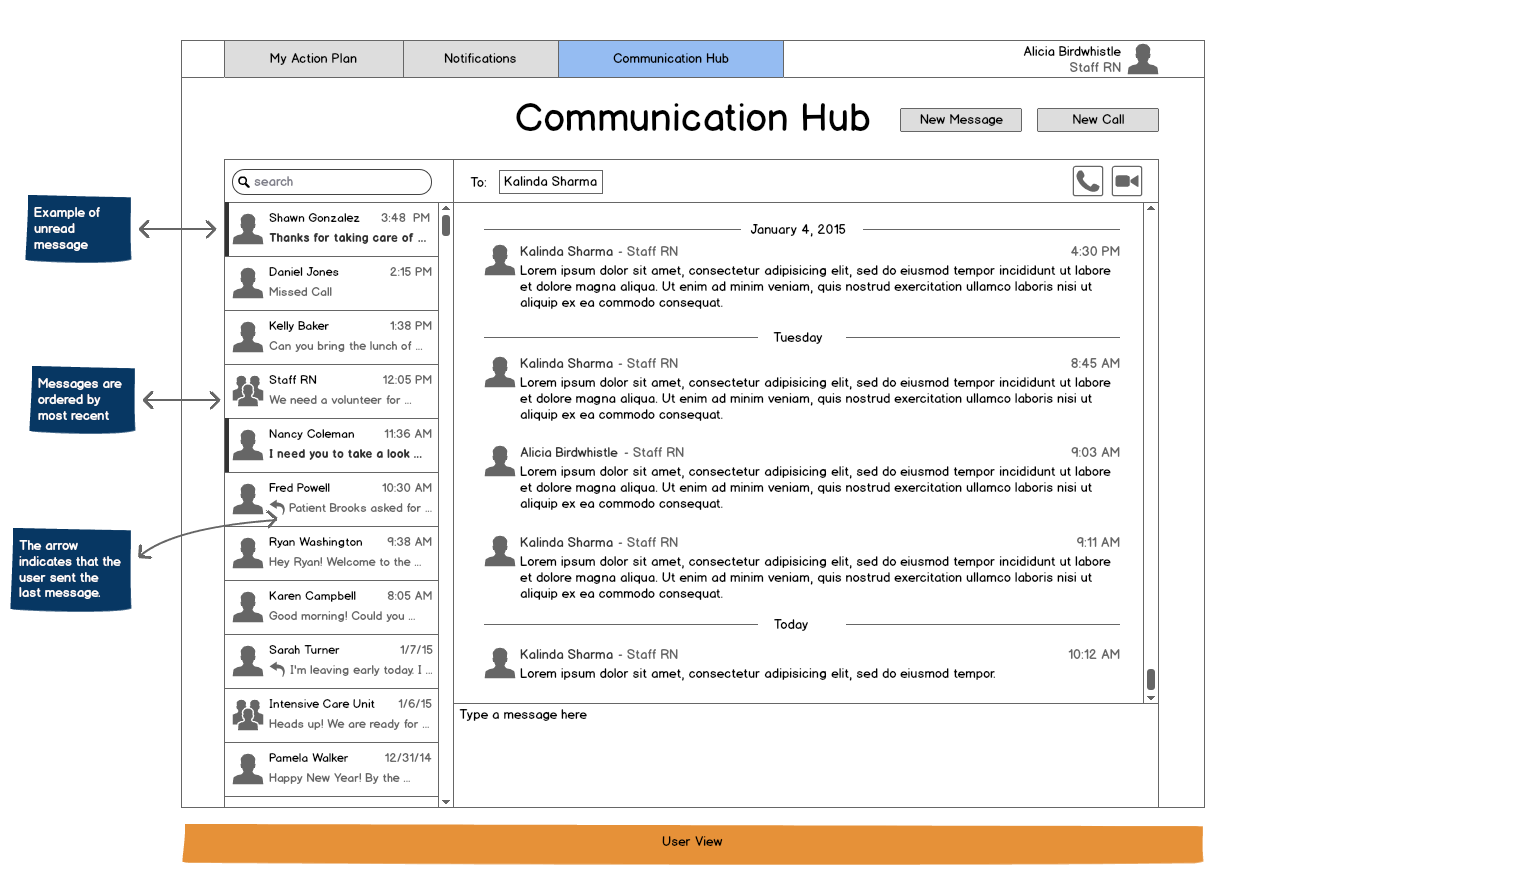 My Action Plan
Notifications
Communication Hub
Alicia Birdwhistle
Staff RN
Communication Hub
New Message
New Call
search
To:
Kalinda Sharma
Example of
unread
message
Messages are
ordered by
most recent
The arrow
indicates that the
user sent the
last message.
Shawn Gonzalez 3:48 PM
Thanks for taking care of ...
Daniel Jones 2:15 PM
Missed Call
Kelly Baker 1:38 PM
Can you bring the lunch of ...
Staff RN 12:05 PM
We need a volunteer for ...
Nancy Coleman 11:36 AM
I need you to take a look ...
Fred Powell 10:30 AM
Patient Brooks asked for ...
Ryan Washington 9:38 AM
Hey Ryan! Welcome to the ...
Karen Campbell 8:05 AM
Good morning! Could you ...
Sarah Turner 1/7/15
I'm leaving early today. I ...
Intensive Care Unit 1/6/15
Heads up! We are ready for ...
Pamela Walker 12/31/14
Happy New Year! By the ...
January 4, 2015
Kalinda Sharma - Staff RN 4:30 PM
Lorem ipsum dolor sit amet, consectetur adipisicing elit, sed do eiusmod tempor incididunt ut labore
et dolore magna aliqua. Ut enim ad minim veniam, quis nostrud exercitation ullamco laboris nisi ut
aliquip ex ea commodo consequat.
Tuesday
Kalinda Sharma - Staff RN 8:45 AM
Lorem ipsum dolor sit amet, consectetur adipisicing elit, sed do eiusmod tempor incididunt ut labore
et dolore magna aliqua. Ut enim ad minim veniam, quis nostrud exercitation ullamco laboris nisi ut
aliquip ex ea commodo consequat.
Alicia Birdwhistle - Staff RN 9:03 AM
Lorem ipsum dolor sit amet, consectetur adipisicing elit, sed do eiusmod tempor incididunt ut labore
et dolore magna aliqua. Ut enim ad minim veniam, quis nostrud exercitation ullamco laboris nisi ut
aliquip ex ea commodo consequat.
Kalinda Sharma - Staff RN 9:11 AM
Lorem ipsum dolor sit amet, consectetur adipisicing elit, sed do eiusmod tempor incididunt ut labore
et dolore magna aliqua. Ut enim ad minim veniam, quis nostrud exercitation ullamco laboris nisi ut
aliquip ex ea commodo consequat.
Today
Kalinda Sharma - Staff RN 10:12 AM
Lorem ipsum dolor sit amet, consectetur adipisicing elit, sed do eiusmod tempor.
Type a message here
User View